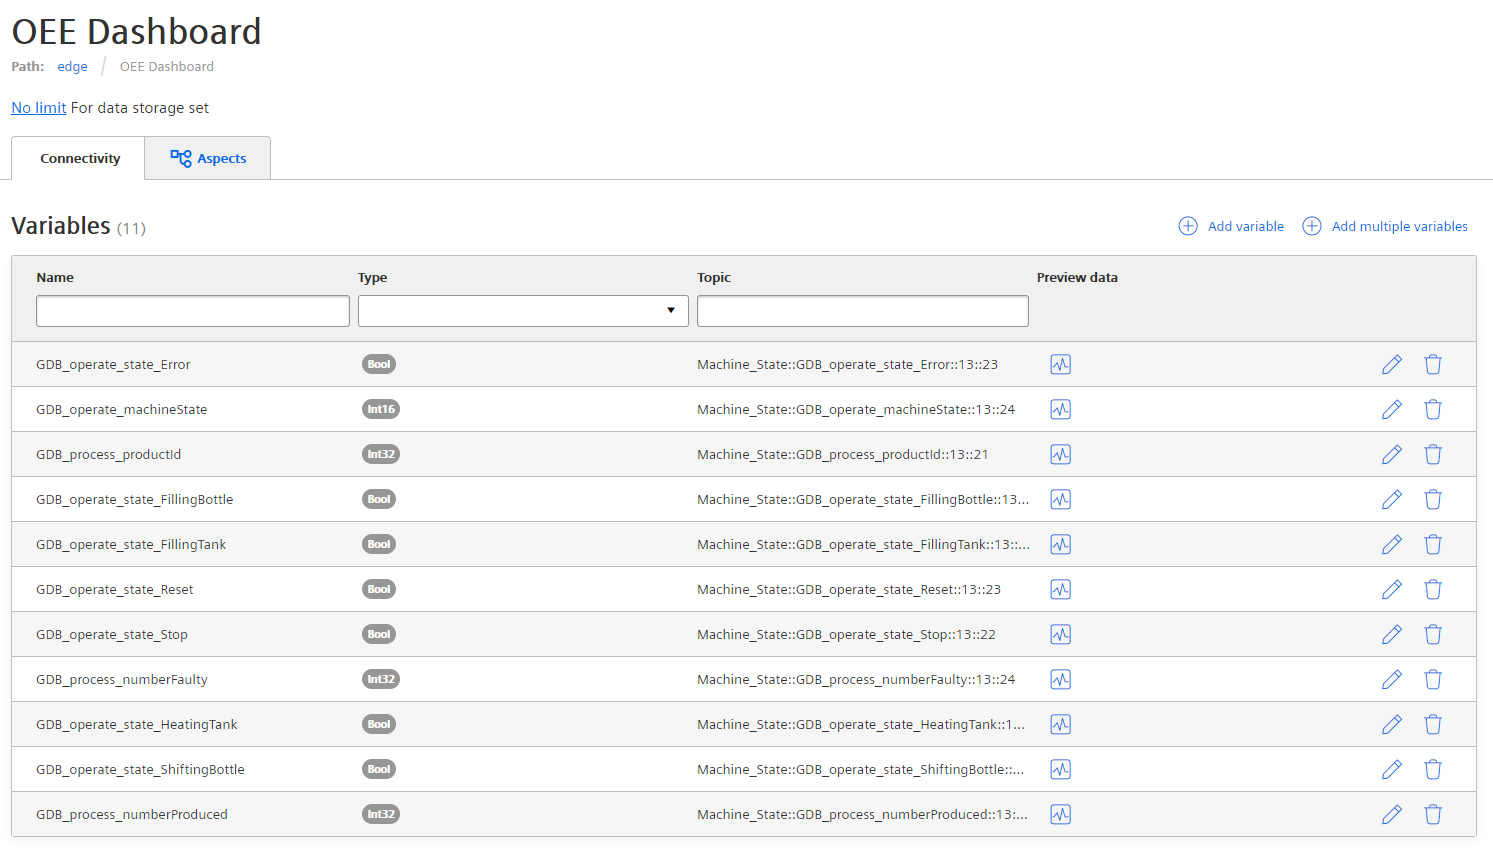 OEE Dashboard
Path: edge / OEE Dashboard
No limit For data storage set
Connectivity Aspects
Variables (11) Add variable Add multiple variables
Name Type Topic Preview data
GDB_operate_state_Error Bool Machine_State::GDB_operate_state_Error::13::23
GDB_operate_machineState Int16 Machine_State::GDB_operate_machineState::13::24
GDB_process_productId Int32 Machine_State::GDB_process_productId::13::21
GDB_operate_state_FillingBottle Bool Machine_State::GDB_operate_state_FillingBottle::13...
GDB_operate_state_FillingTank Bool Machine_State::GDB_operate_state_FillingTank::13::...
GDB_operate_state_Reset Bool Machine_State::GDB_operate_state_Reset::13::23
GDB_operate_state_Stop Bool Machine_State::GDB_operate_state_Stop::13::22
GDB_process_numberFaulty Int32 Machine_State::GDB_process_numberFaulty::13::24
GDB_operate_state_HeatingTank Bool Machine_State::GDB_operate_state_HeatingTank::1...
GDB_operate_state_ShiftingBottle Bool Machine_State::GDB_operate_state_ShiftingBottle::...
GDB_process_numberProduced Int32 Machine_State::GDB_process_numberProduced::13:...